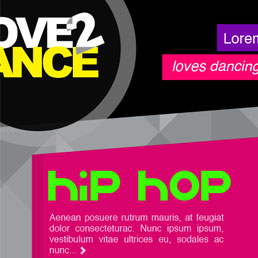 OVE2
ANCE
Lorem
loves dancing
hip hop
Aenean posuere rutrum mauris, at feugiat
dolor consecteturac. Nunc ipsum ipsum,
vestibulum vitae ultrices eu, sodales ac
nunc...